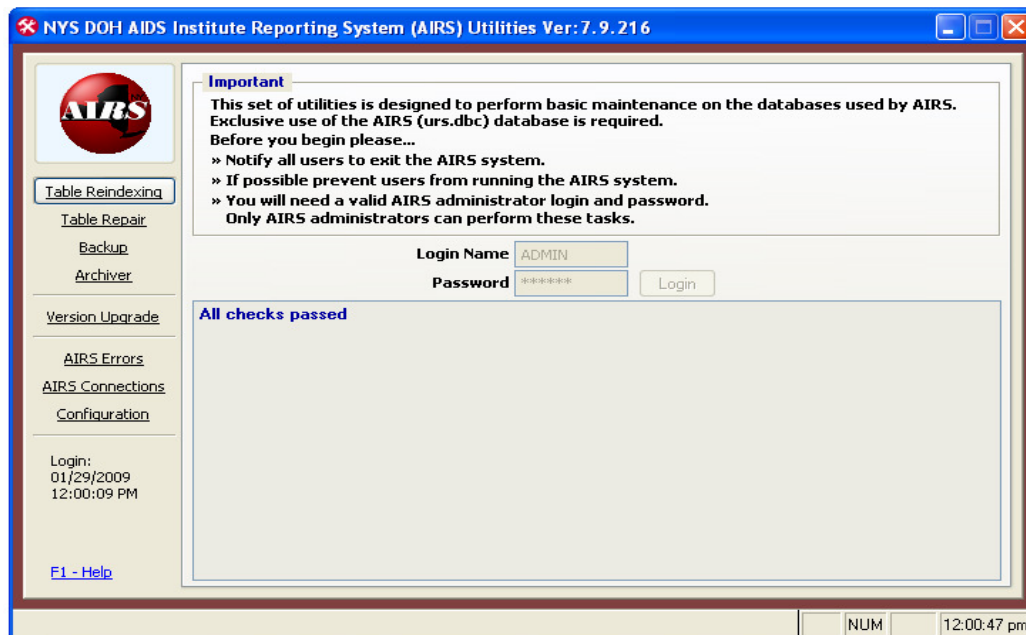 NYS DOH AIDS Institute Reporting System (AIRS) Utilities Ver:7.9.216
AIRS
Table Reindexing
Table Repair
Backup
Archiver
Version Upgrade
AIRS Errors
AIRS Connections
Configuration
Login:
01/29/2009
12:00:09 PM
F1 - Help
Important
This set of utilities is designed to perform basic maintenance on the databases used by AIRS.
Exclusive use of the AIRS (urs.dbc) database is required.
Before you begin please...
» Notify all users to exit the AIRS system.
» If possible prevent users from running the AIRS system.
» You will need a valid AIRS administrator login and password.
Only AIRS administrators can perform these tasks.
Login Name ADMIN
Password ****** Login
All checks passed
NUM 12:00:47 pm